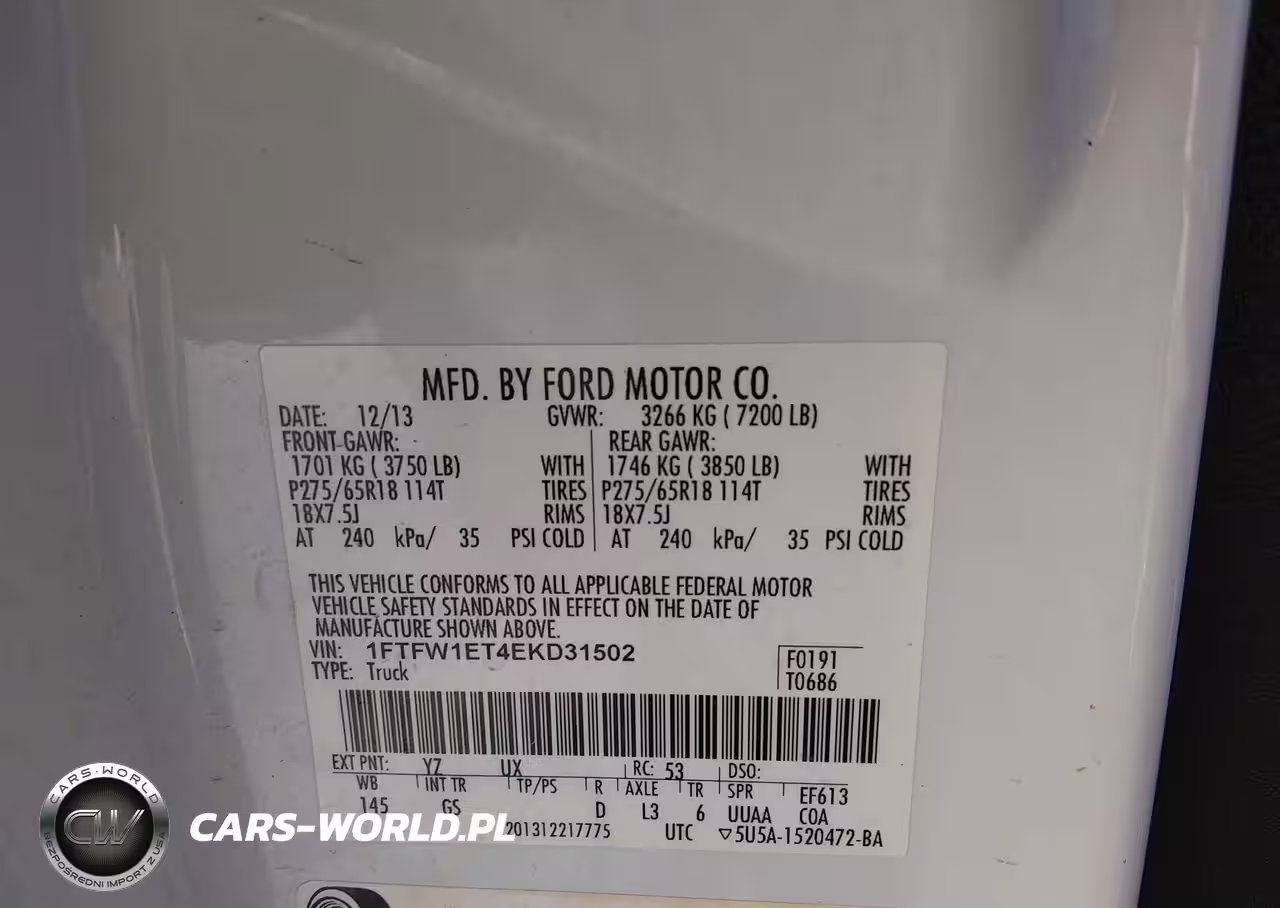 MFD. BY FORD MOTOR CO.
DATE: 12/13 GVWR: 3266 KG ( 7200 LB)
FRONT GAWR: REAR GAWR:
1701 KG ( 3750 LB) WITH 1746 KG ( 3850 LB) WITH
P275/65R18 114T TIRES P275/65R18 114T TIRES
18X7.5J RIMS 18X7.5J RIMS
AT 240 kPa/ 35 PSI COLD AT 240 kPa/ 35 PSI COLD
THIS VEHICLE CONFORMS TO ALL APPLICABLE FEDERAL MOTOR
VEHICLE SAFETY STANDARDS IN EFFECT ON THE DATE OF
MANUFACTURE SHOWN ABOVE.
VIN: 1FTFW1ET4EKD31502 F0191
TYPE: Truck T0686
EXT PNT: YZ UX RC: 53 DSO:
WB INT TR TP/PS R AXLE TR SPR EF613
145 GS D L3 6 UUAA COA
201312217775 UTC ▽5U5A-1520472-BA
CARS-WORLD
CW
BEZPOŚREDNI IMPORT Z USA
CARS-WORLD.PL